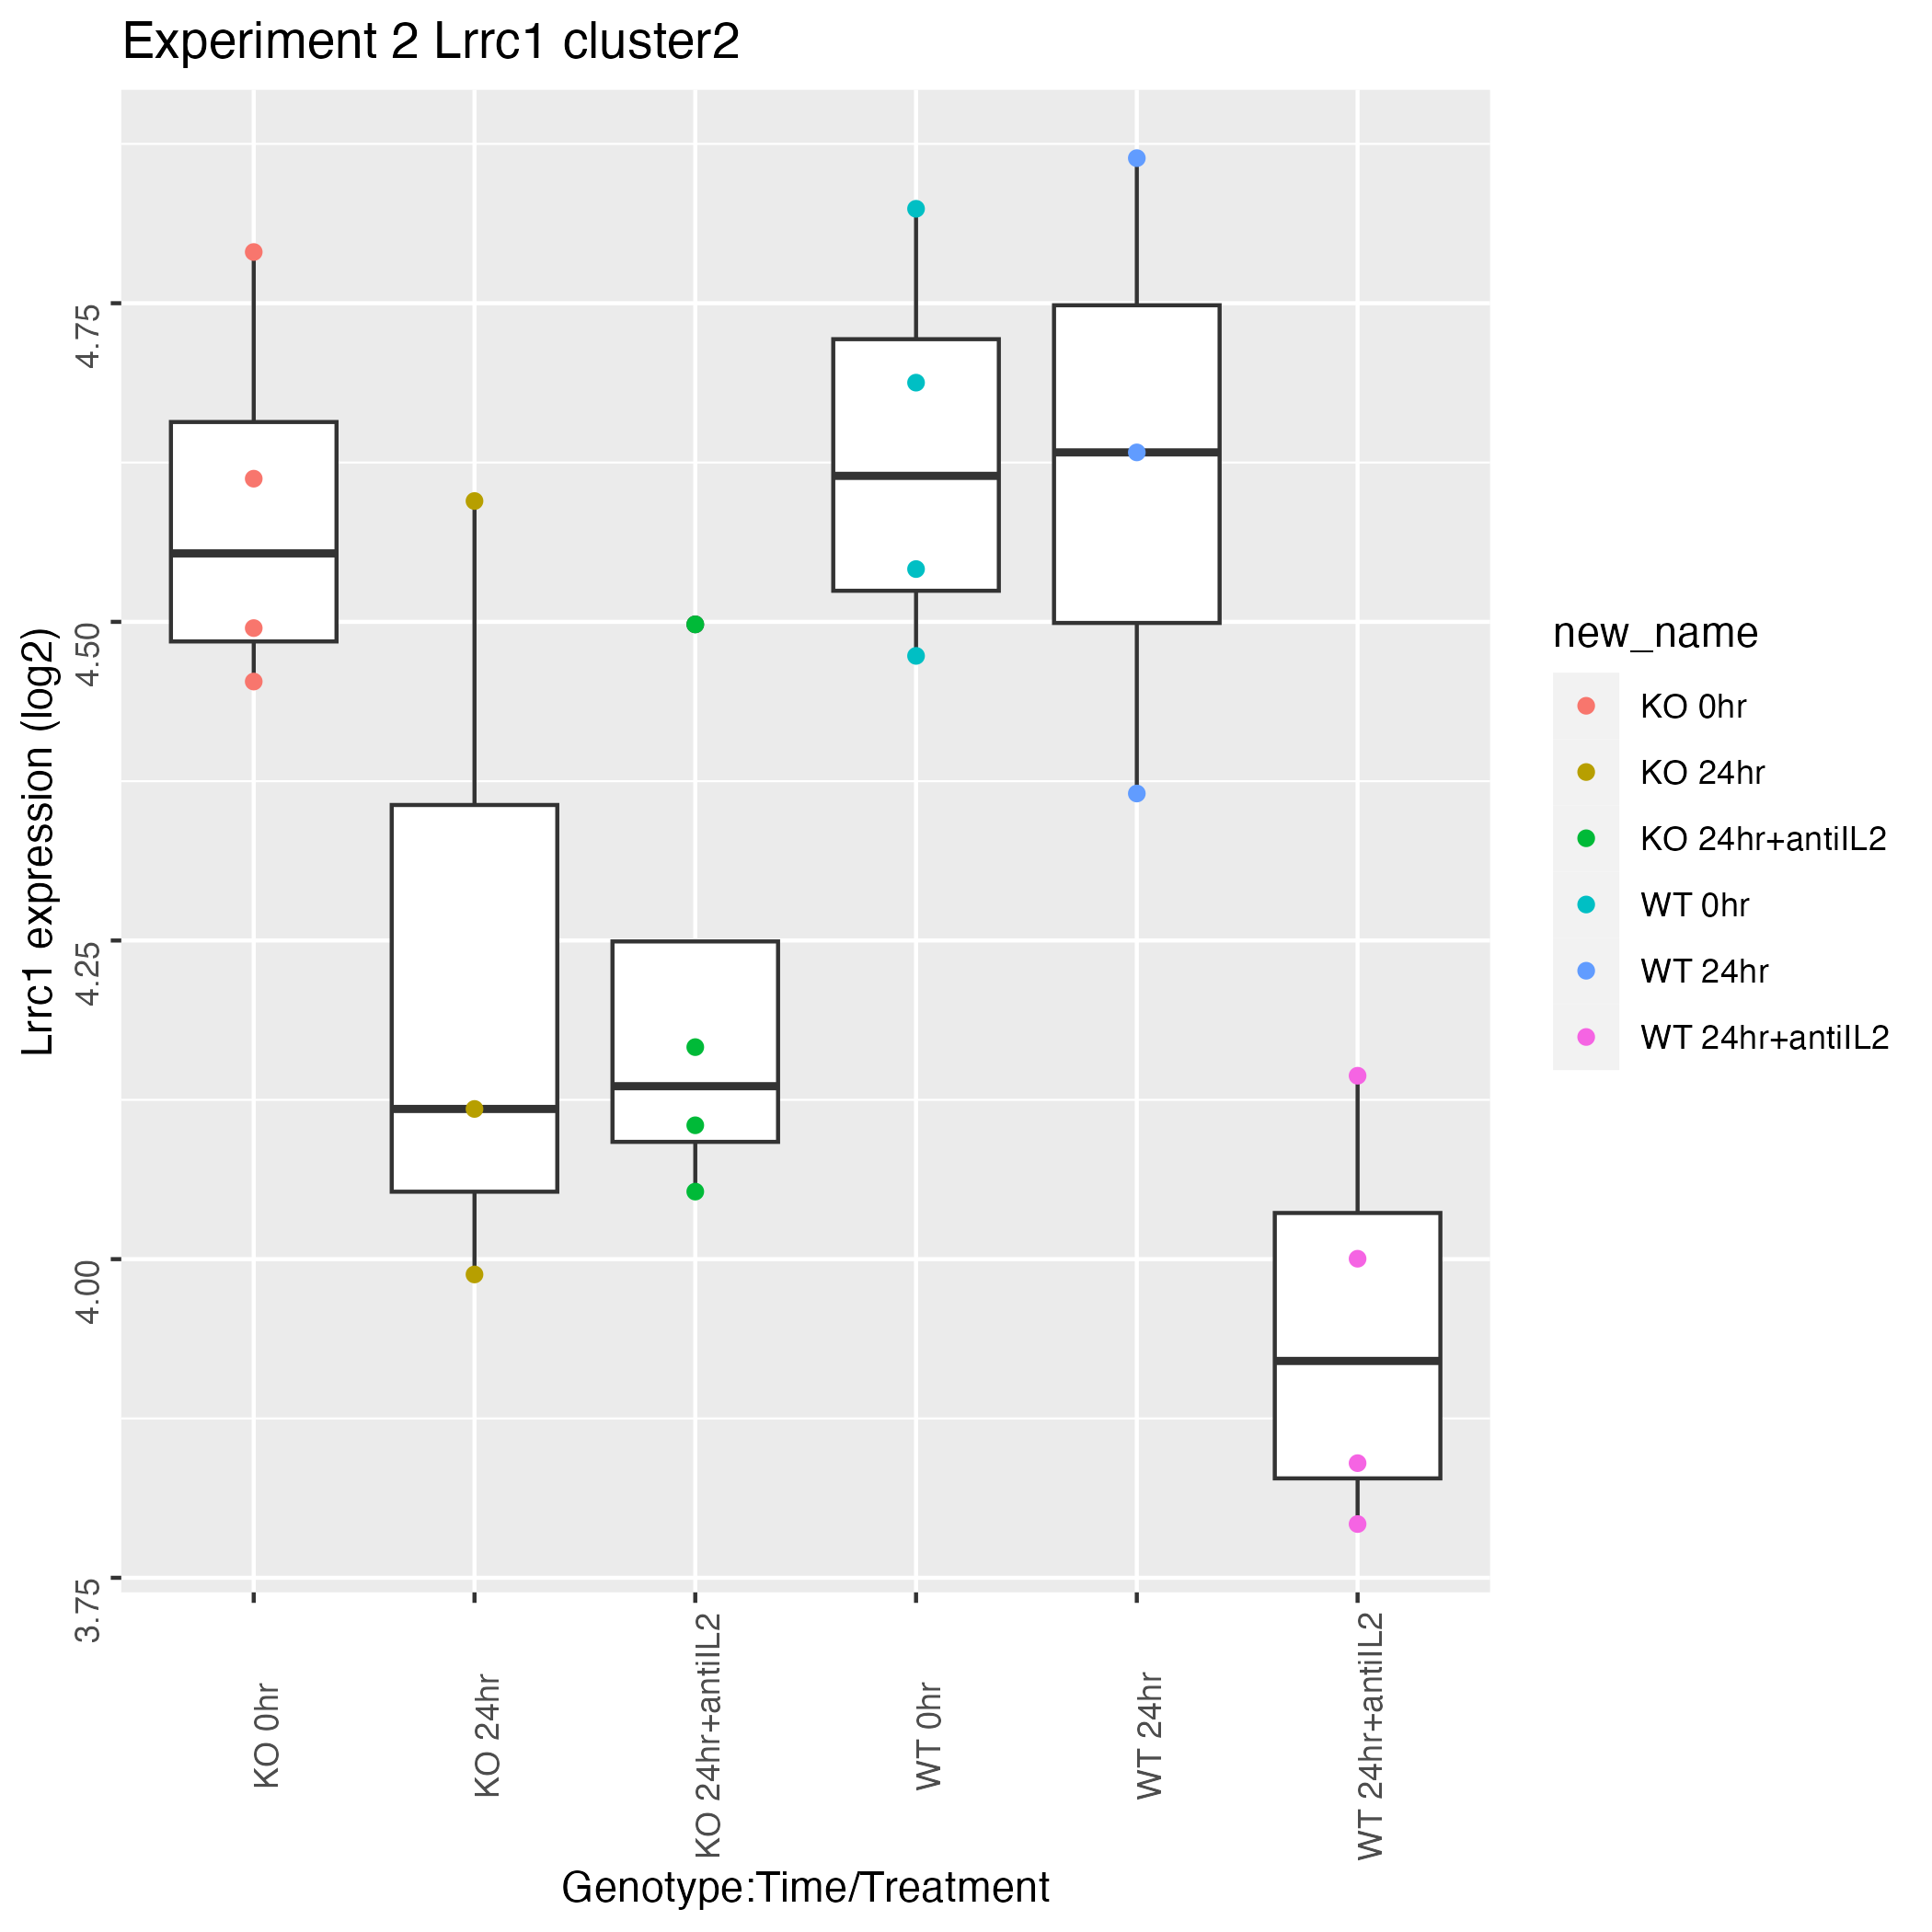 Experiment 2 Lrrc1 cluster2
Lrrc1 expression (log2)
4.75
4.50
4.25
4.00
3.75
KO 0hr
KO 24hr
KO 24hr+antiIL2
WT 0hr
WT 24hr
WT 24hr+antiIL2
Genotype:Time/Treatment
new_name
KO 0hr
KO 24hr
KO 24hr+antiIL2
WT 0hr
WT 24hr
WT 24hr+antiIL2